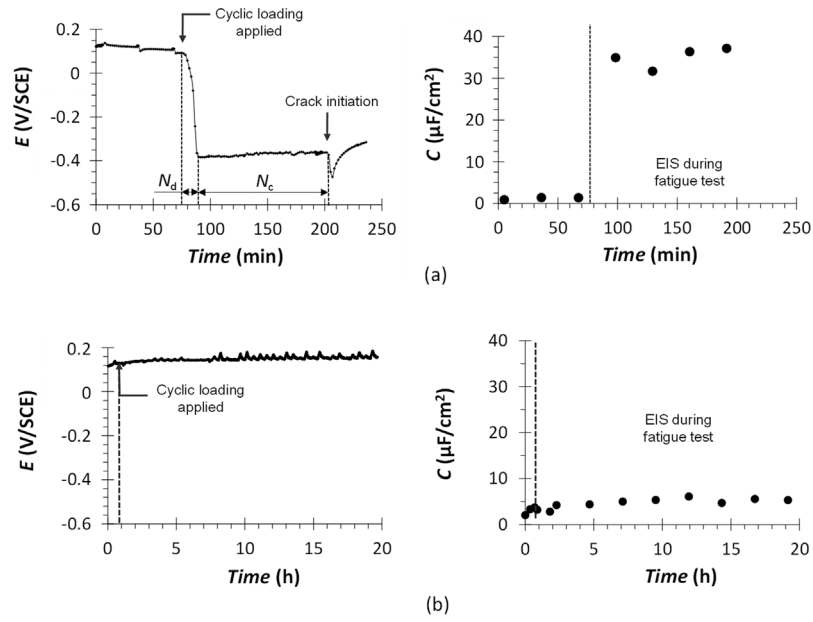 Cyclic loading
applied
0.2
0
-0.2
-0.4
-0.6
E (V/SCE)
Crack initiation
Nd
Nc
0
50
100
150
200
250
Time (min)
40
30
20
10
0
C (μF/cm²)
EIS during
fatigue test
0
50
100
150
200
250
Time (min)
(a)
0.2
0
-0.2
-0.4
-0.6
E (V/SCE)
Cyclic loading
applied
0
5
10
15
20
Time (h)
40
30
20
10
0
C (μF/cm²)
EIS during
fatigue test
0
5
10
15
20
Time (h)
(b)